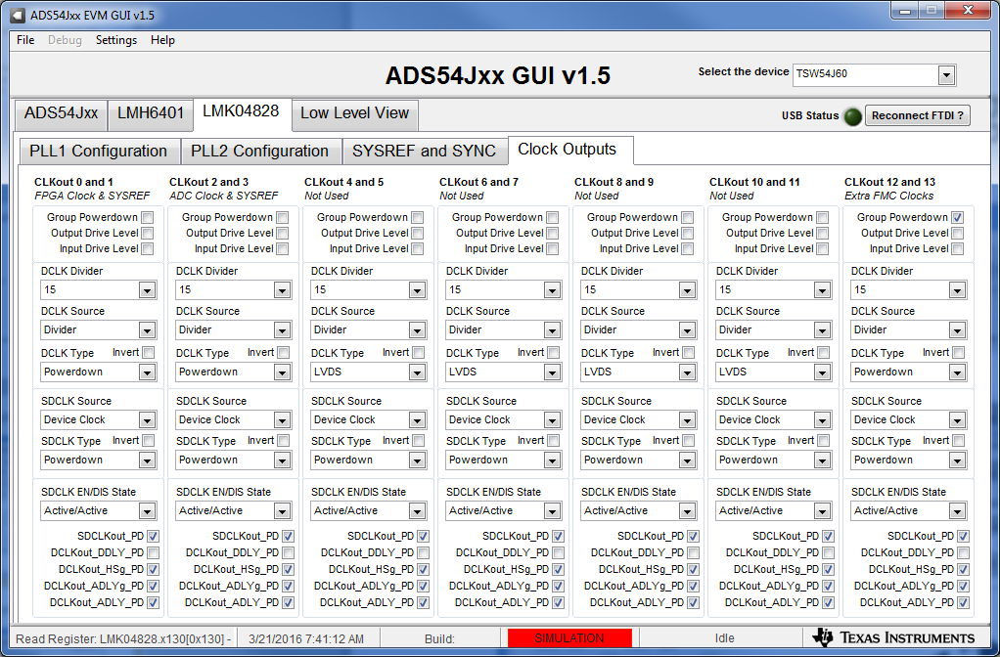 ADS54Jxx EVM GUI v1.5
File Debug Settings Help
ADS54Jxx GUI v1.5
Select the device TSW54J60
ADS54Jxx LMH6401 LMK04828 Low Level View
USB Status Reconnect FTDI ?
PLL1 Configuration PLL2 Configuration SYSREF and SYNC Clock Outputs
CLKout 0 and 1 CLKout 2 and 3 CLKout 4 and 5 CLKout 6 and 7 CLKout 8 and 9 CLKout 10 and 11 CLKout 12 and 13
FPGA Clock & SYSREF ADC Clock & SYSREF Not Used Not Used Not Used Not Used Extra FMC Clocks
Group Powerdown Group Powerdown Group Powerdown Group Powerdown Group Powerdown Group Powerdown Group Powerdown
Output Drive Level Output Drive Level Output Drive Level Output Drive Level Output Drive Level Output Drive Level Output Drive Level
Input Drive Level Input Drive Level Input Drive Level Input Drive Level Input Drive Level Input Drive Level Input Drive Level
DCLK Divider DCLK Divider DCLK Divider DCLK Divider DCLK Divider DCLK Divider DCLK Divider
15 15 15 15 15 15 15
DCLK Source DCLK Source DCLK Source DCLK Source DCLK Source DCLK Source DCLK Source
Divider Divider Divider Divider Divider Divider Divider
DCLK Type Invert DCLK Type Invert DCLK Type Invert DCLK Type Invert DCLK Type Invert DCLK Type Invert DCLK Type Invert
Powerdown Powerdown LVDS LVDS LVDS LVDS Powerdown
SDCLK Source SDCLK Source SDCLK Source SDCLK Source SDCLK Source SDCLK Source SDCLK Source
Device Clock Device Clock Device Clock Device Clock Device Clock Device Clock Device Clock
SDCLK Type Invert SDCLK Type Invert SDCLK Type Invert SDCLK Type Invert SDCLK Type Invert SDCLK Type Invert SDCLK Type Invert
Powerdown Powerdown Powerdown Powerdown Powerdown Powerdown Powerdown
SDCLK EN/DIS State SDCLK EN/DIS State SDCLK EN/DIS State SDCLK EN/DIS State SDCLK EN/DIS State SDCLK EN/DIS State SDCLK EN/DIS State
Active/Active Active/Active Active/Active Active/Active Active/Active Active/Active Active/Active
SDCLKout_PD SDCLKout_PD SDCLKout_PD SDCLKout_PD SDCLKout_PD SDCLKout_PD SDCLKout_PD
DCLKout_DDLY_PD DCLKout_DDLY_PD DCLKout_DDLY_PD DCLKout_DDLY_PD DCLKout_DDLY_PD DCLKout_DDLY_PD DCLKout_DDLY_PD
DCLKout_HSg_PD DCLKout_HSg_PD DCLKout_HSg_PD DCLKout_HSg_PD DCLKout_HSg_PD DCLKout_HSg_PD DCLKout_HSg_PD
DCLKout_ADLYg_PD DCLKout_ADLYg_PD DCLKout_ADLYg_PD DCLKout_ADLYg_PD DCLKout_ADLYg_PD DCLKout_ADLYg_PD DCLKout_ADLYg_PD
DCLKout_ADLY_PD DCLKout_ADLY_PD DCLKout_ADLY_PD DCLKout_ADLY_PD DCLKout_ADLY_PD DCLKout_ADLY_PD DCLKout_ADLY_PD
Read Register: LMK04828.x130[0x130] - 3/21/2016 7:41:12 AM Build: SIMULATION Idle TEXAS INSTRUMENTS